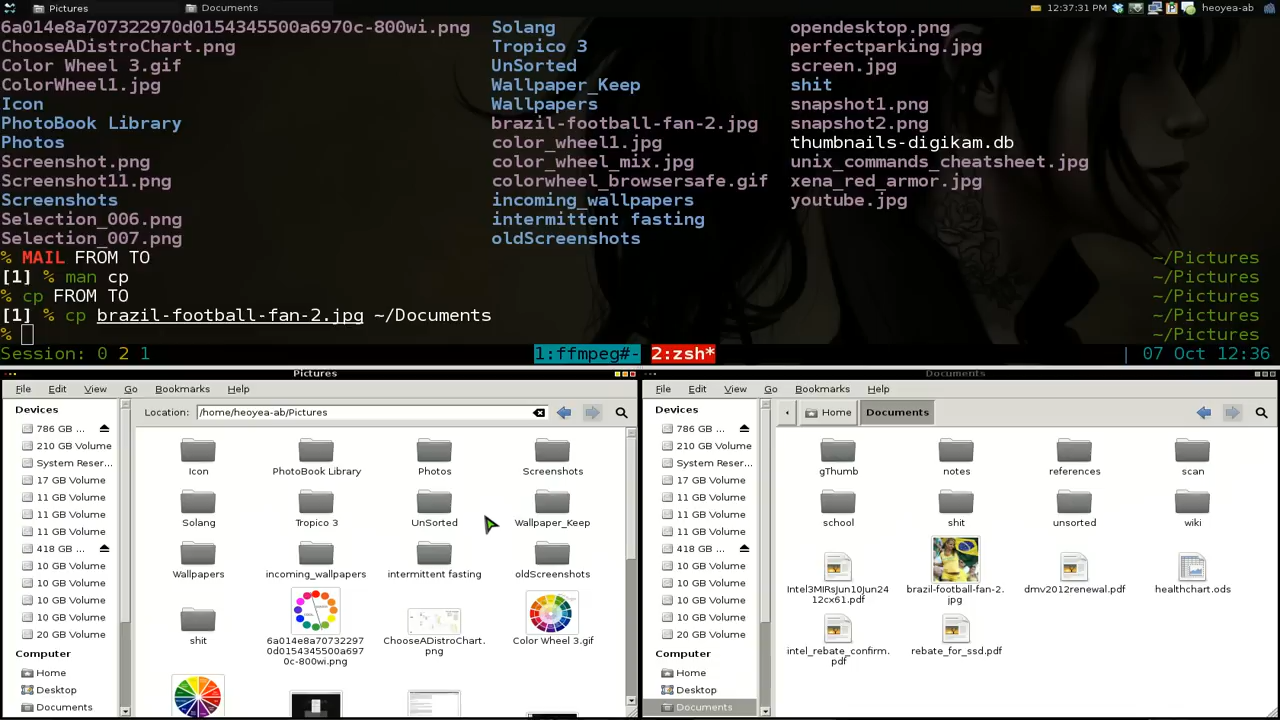 Pictures Documents 12:37:31 PM heoyea-ab
6a014e8a707322970d0154345500a6970c-800wi.png Solang opendesktop.png
ChooseADistroChart.png Tropico 3 perfectparking.jpg
Color Wheel 3.gif UnSorted screen.jpg
ColorWheel1.jpg Wallpaper_Keep shit
Icon Wallpapers snapshot1.png
PhotoBook Library brazil-football-fan-2.jpg snapshot2.png
Photos color_wheel1.jpg thumbnails-digikam.db
Screenshot.png color_wheel_mix.jpg unix_commands_cheatsheet.jpg
Screenshot11.png colorwheel_browsersafe.gif xena_red_armor.jpg
Screenshots incoming_wallpapers youtube.jpg
Selection_006.png intermittent fasting
Selection_007.png oldScreenshots
% MAIL FROM TO ~/Pictures
[1] % man cp ~/Pictures
% cp FROM TO ~/Pictures
[1] % cp brazil-football-fan-2.jpg ~/Documents ~/Pictures
% ~/Pictures
Session: 0 2 1 1:ffmpeg#- 2:zsh* | 07 Oct 12:36
Pictures
File Edit View Go Bookmarks Help
Devices
786 GB ...
210 GB Volume
System Reser...
17 GB Volume
11 GB Volume
11 GB Volume
11 GB Volume
418 GB ...
10 GB Volume
10 GB Volume
10 GB Volume
10 GB Volume
20 GB Volume
Computer
Home
Desktop
Documents
Location: /home/heoyea-ab/Pictures
Icon PhotoBook Library Photos Screenshots
Solang Tropico 3 UnSorted Wallpaper_Keep
Wallpapers incoming_wallpapers intermittent fasting oldScreenshots
shit 6a014e8a707322970d0154345500a6970c-800wi.png ChooseADistroChart.png Color Wheel 3.gif
Documents
File Edit View Go Bookmarks Help
Devices
786 GB ...
210 GB Volume
System Reser...
17 GB Volume
11 GB Volume
11 GB Volume
11 GB Volume
418 GB ...
10 GB Volume
10 GB Volume
10 GB Volume
10 GB Volume
20 GB Volume
Computer
Home
Desktop
Documents
Home Documents
gThumb notes references scan
school shit unsorted wiki
Intel3MIRsJun10Jun2412cx61.pdf brazil-football-fan-2.jpg dmv2012renewal.pdf healthchart.ods
intel_rebate_confirm.pdf rebate_for_ssd.pdf